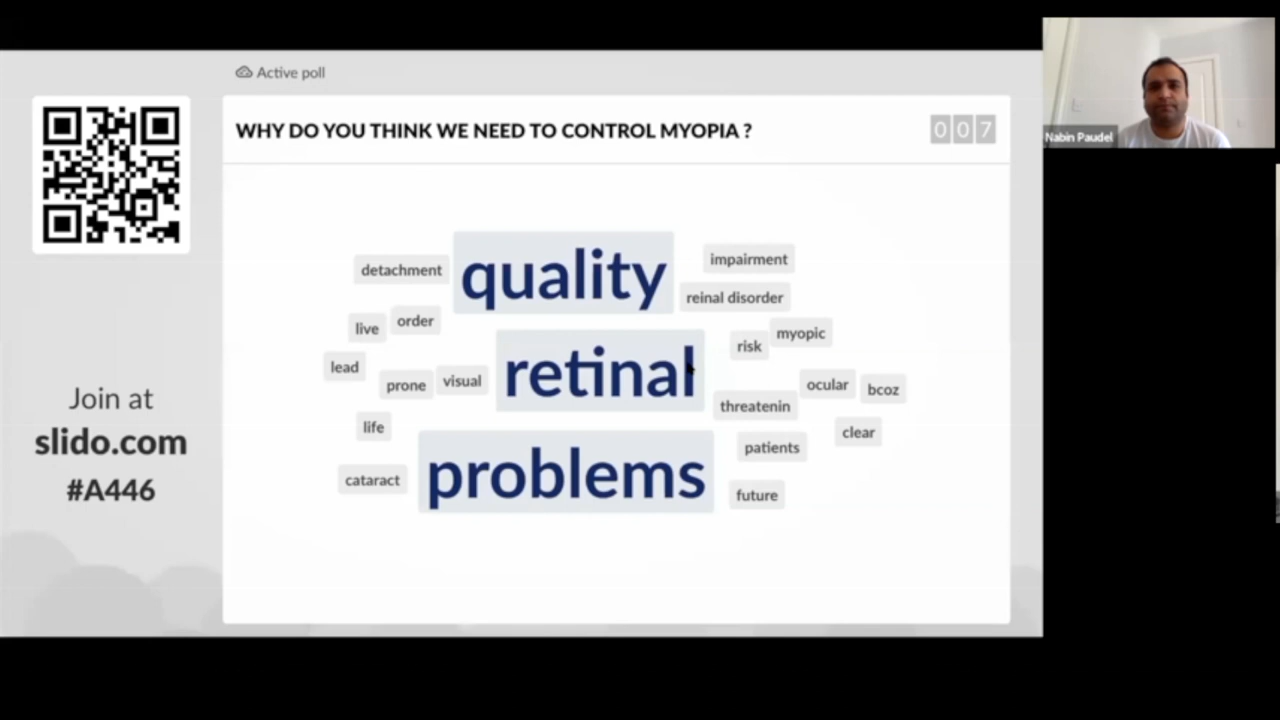 Active poll
WHY DO YOU THINK WE NEED TO CONTROL MYOPIA ?
007
Nabin Paudel
detachment
quality
impairment
reinal disorder
live
order
myopic
risk
lead
prone
visual
retinal
ocular
bcoz
threatenin
life
clear
patients
cataract
problems
future
Join at
slido.com
#A446